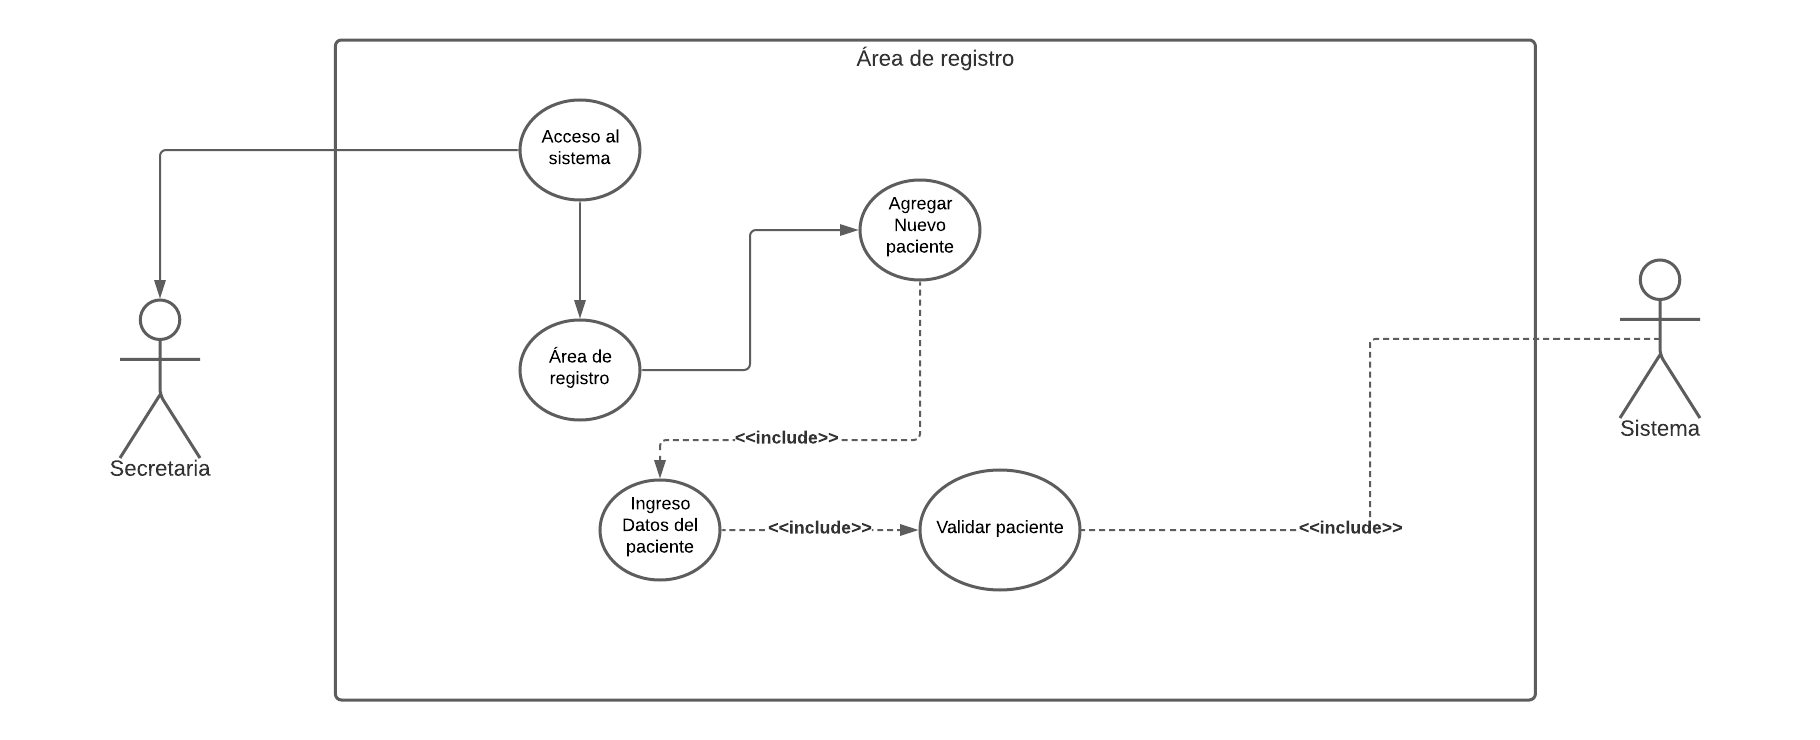 Área de registro
Acceso al
sistema
Agregar
Nuevo
paciente
Área de
registro
Secretaria
Sistema
<<include>>
Ingreso
Datos del
paciente
<<include>>
Validar paciente
<<include>>